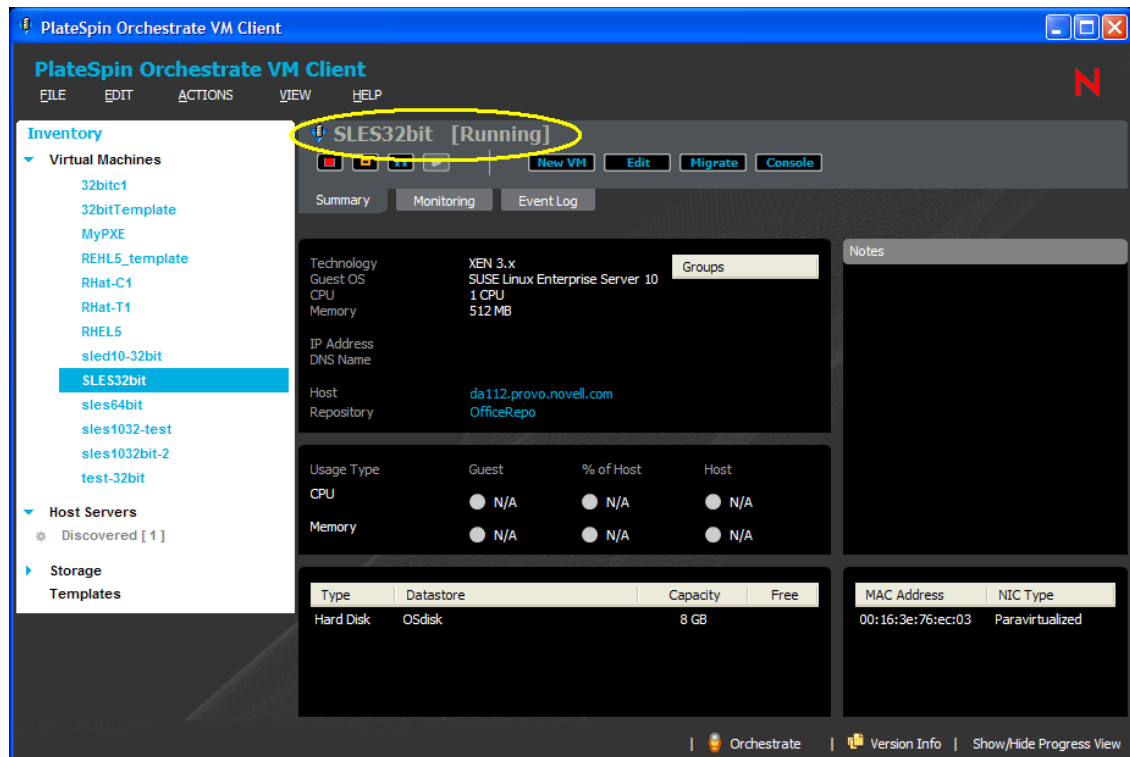 PlateSpin Orchestrate VM Client
PlateSpin Orchestrate VM Client
FILE EDIT ACTIONS VIEW HELP
N
Inventory
Virtual Machines
32bitc1
32bitTemplate
MyPXE
REHL5_template
RHat-C1
RHat-T1
RHEL5
sled10-32bit
SLES32bit
sles64bit
sles1032-test
sles1032bit-2
test-32bit
Host Servers
Discovered [ 1 ]
Storage
Templates
SLES32bit [Running]
New VM Edit Migrate Console
Summary Monitoring Event Log
Technology XEN 3.x
Guest OS SUSE Linux Enterprise Server 10
CPU 1 CPU
Memory 512 MB
IP Address
DNS Name
Host da112.provo.novell.com
Repository OfficeRepo
Groups
Notes
Usage Type Guest % of Host Host
CPU N/A N/A N/A
Memory N/A N/A N/A
Type Datastore Capacity Free
Hard Disk OSdisk 8 GB
MAC Address NIC Type
00:16:3e:76:ec:03 Paravirtualized
| Orchestrate | Version Info | Show/Hide Progress View